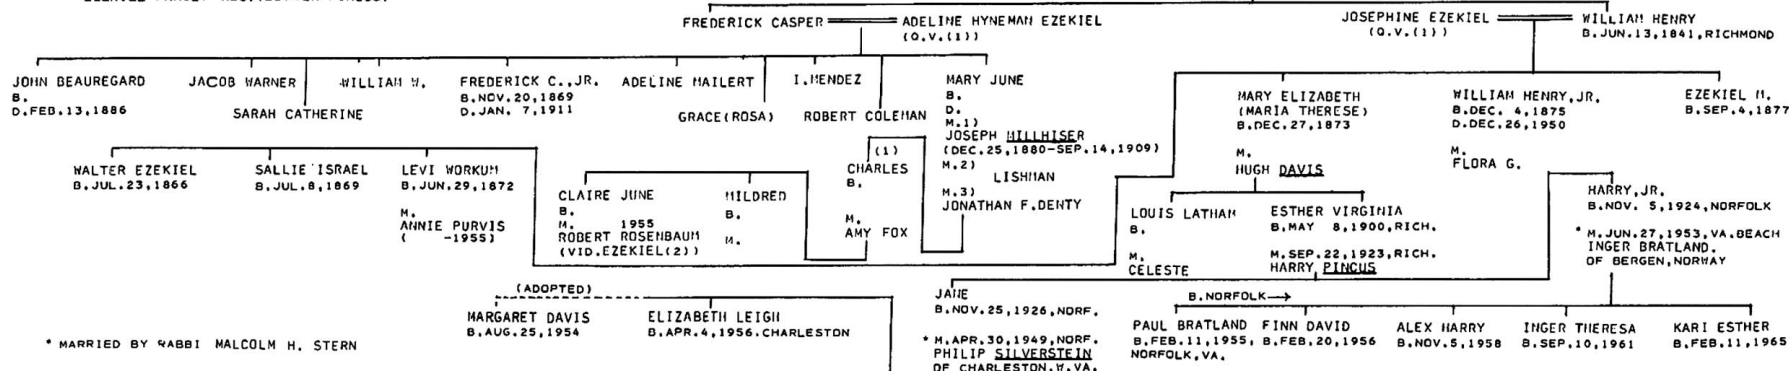 FREDERICK CASPER ADELINE HYNEMAN EZEKIEL
(Q.V.(1))
JOSEPHINE EZEKIEL WILLIAM HENRY
(Q.V.(1)) B.JUN.13,1841,RICHMOND
JOHN BEAUREGARD
B.
D.FEB.13,1886
JACOB WARNER
SARAH CATHERINE
WILLIAM W.
FREDERICK C.,JR.
B.NOV.20,1869
D.JAN. 7,1911
ADELINE MAILERT
GRACE(ROSA)
I.MENDEZ
ROBERT COLEMAN
MARY JUNE
B.
D.
M.1)
JOSEPH MILLHISER
(DEC.25,1880-SEP.14,1909)
M.2)
LISHMAN
M.3)
JONATHAN F.DENTY
MARY ELIZABETH
(MARIA THERESE)
B.DEC.27,1873
M.
HUGH DAVIS
WILLIAM HENRY,JR.
B.DEC. 4,1875
D.DEC.26,1950
M.
FLORA G.
EZEKIEL M.
B.SEP.4,1877
WALTER EZEKIEL
B.JUL.23,1866
SALLIE ISRAEL
B.JUL.8,1869
LEVI WORKUM
B.JUN.29,1872
M.
ANNIE PURVIS
( -1955)
CLAIRE JUNE
B.
M. 1955
ROBERT ROSENBAUM
(VID.EZEKIEL(2))
MILDRED
B.
M.
(1)
CHARLES
B.
M.
AMY FOX
LOUIS LATHAM
B.
M.
CELESTE
ESTHER VIRGINIA
B.MAY 8,1900,RICH.
M.SEP.22,1923,RICH.
HARRY PINCUS
HARRY,JR.
B.NOV. 5,1924,NORFOLK
* M.JUN.27,1953,VA.BEACH
INGER BRATLAND.
OF BERGEN,NORWAY
(ADOPTED)
MARGARET DAVIS
B.AUG.25,1954
ELIZABETH LEIGH
B.APR.4,1956.CHARLESTON
JANE
B.NOV.25,1926,NORF.
* M.APR.30,1949,NORF.
PHILIP SILVERSTEIN
OF CHARLESTON,W.VA.
B.NORFOLK→
PAUL BRATLAND
B.FEB.11,1955,
NORFOLK,VA.
FINN DAVID
B.FEB.20,1956
ALEX HARRY
B.NOV.5,1958
INGER THERESA
B.SEP.10,1961
KARI ESTHER
B.FEB.11,1965
* MARRIED BY RABBI MALCOLM H. STERN